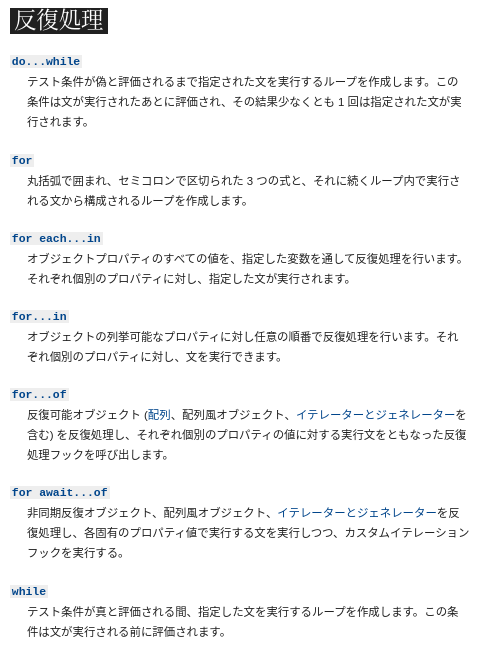 反復処理
do...while
テスト条件が偽と評価されるまで指定された文を実行するループを作成します。この
条件は文が実行されたあとに評価され、その結果少なくとも 1 回は指定された文が実
行されます。
for
丸括弧で囲まれ、セミコロンで区切られた 3 つの式と、それに続くループ内で実行さ
れる文から構成されるループを作成します。
for each...in
オブジェクトプロパティのすべての値を、指定した変数を通して反復処理を行います。
それぞれ個別のプロパティに対し、指定した文が実行されます。
for...in
オブジェクトの列挙可能なプロパティに対し任意の順番で反復処理を行います。それ
ぞれ個別のプロパティに対し、文を実行できます。
for...of
反復可能オブジェクト (配列、配列風オブジェクト、イテレーターとジェネレーターを
含む) を反復処理し、それぞれ個別のプロパティの値に対する実行文をともなった反復
処理フックを呼び出します。
for await...of
非同期反復オブジェクト、配列風オブジェクト、イテレーターとジェネレーターを反
復処理し、各固有のプロパティ値で実行する文を実行しつつ、カスタムイテレーション
フックを実行する。
while
テスト条件が真と評価される間、指定した文を実行するループを作成します。この条
件は文が実行される前に評価されます。